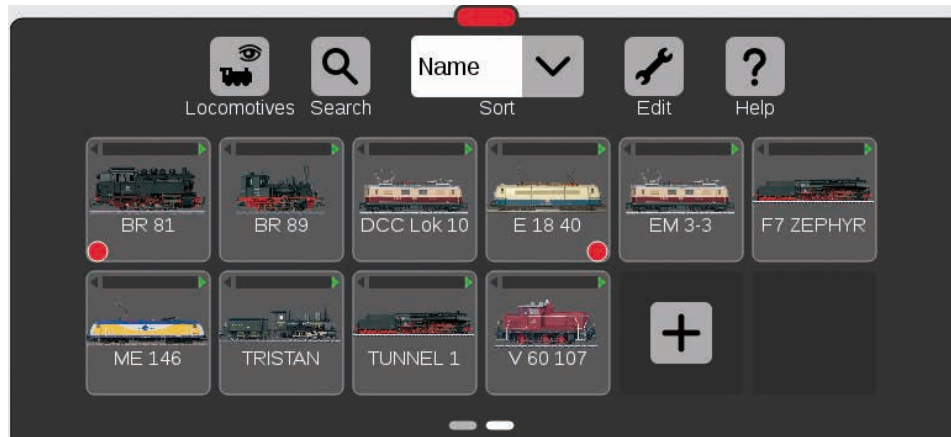 Name
Locomotives Search Sort Edit Help
BR 81 BR 89 DCC Lok 10 E 18 40 EM 3-3 F7 ZEPHYR
ME 146 TRISTAN TUNNEL 1 V 60 107